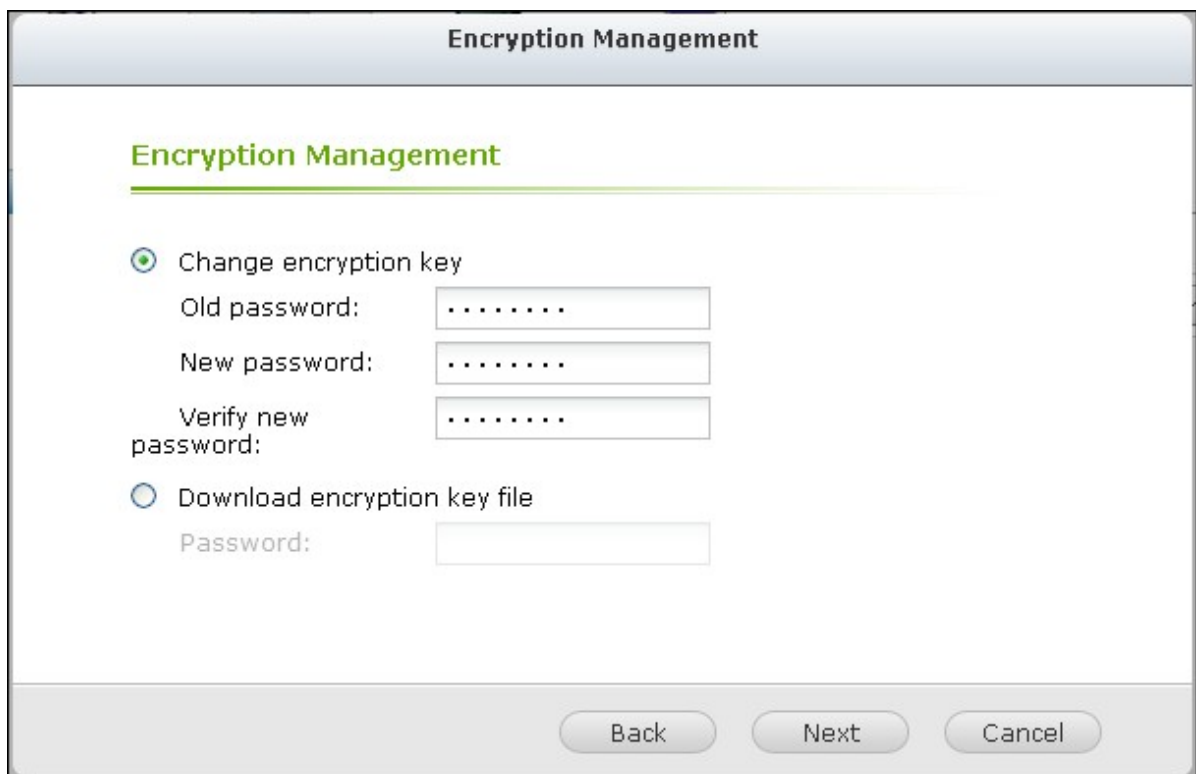 Encryption Management
Encryption Management
Change encryption key
Old password: ........
New password: ........
Verify new
password: ........
Download encryption key file
Password:
Back Next Cancel